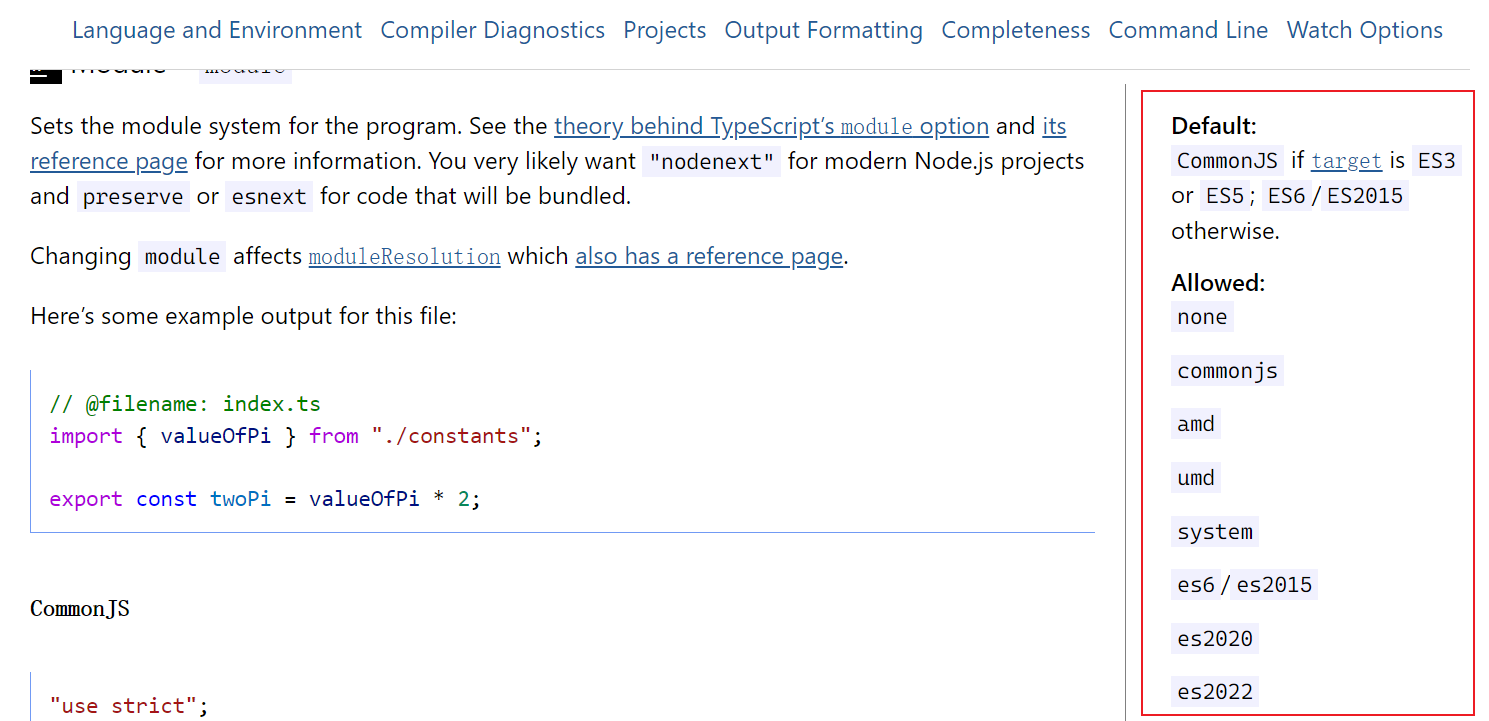 Language and Environment Compiler Diagnostics Projects Output Formatting Completeness Command Line Watch Options
Module module
Sets the module system for the program. See the theory behind TypeScript’s module option and its
reference page for more information. You very likely want "nodenext" for modern Node.js projects
and preserve or esnext for code that will be bundled.
Changing module affects moduleResolution which also has a reference page.
Here’s some example output for this file:
// @filename: index.ts
import { valueOfPi } from "./constants";
export const twoPi = valueOfPi * 2;
CommonJS
"use strict";
Default:
CommonJS if target is ES3
or ES5; ES6/ES2015
otherwise.
Allowed:
none
commonjs
amd
umd
system
es6/es2015
es2020
es2022